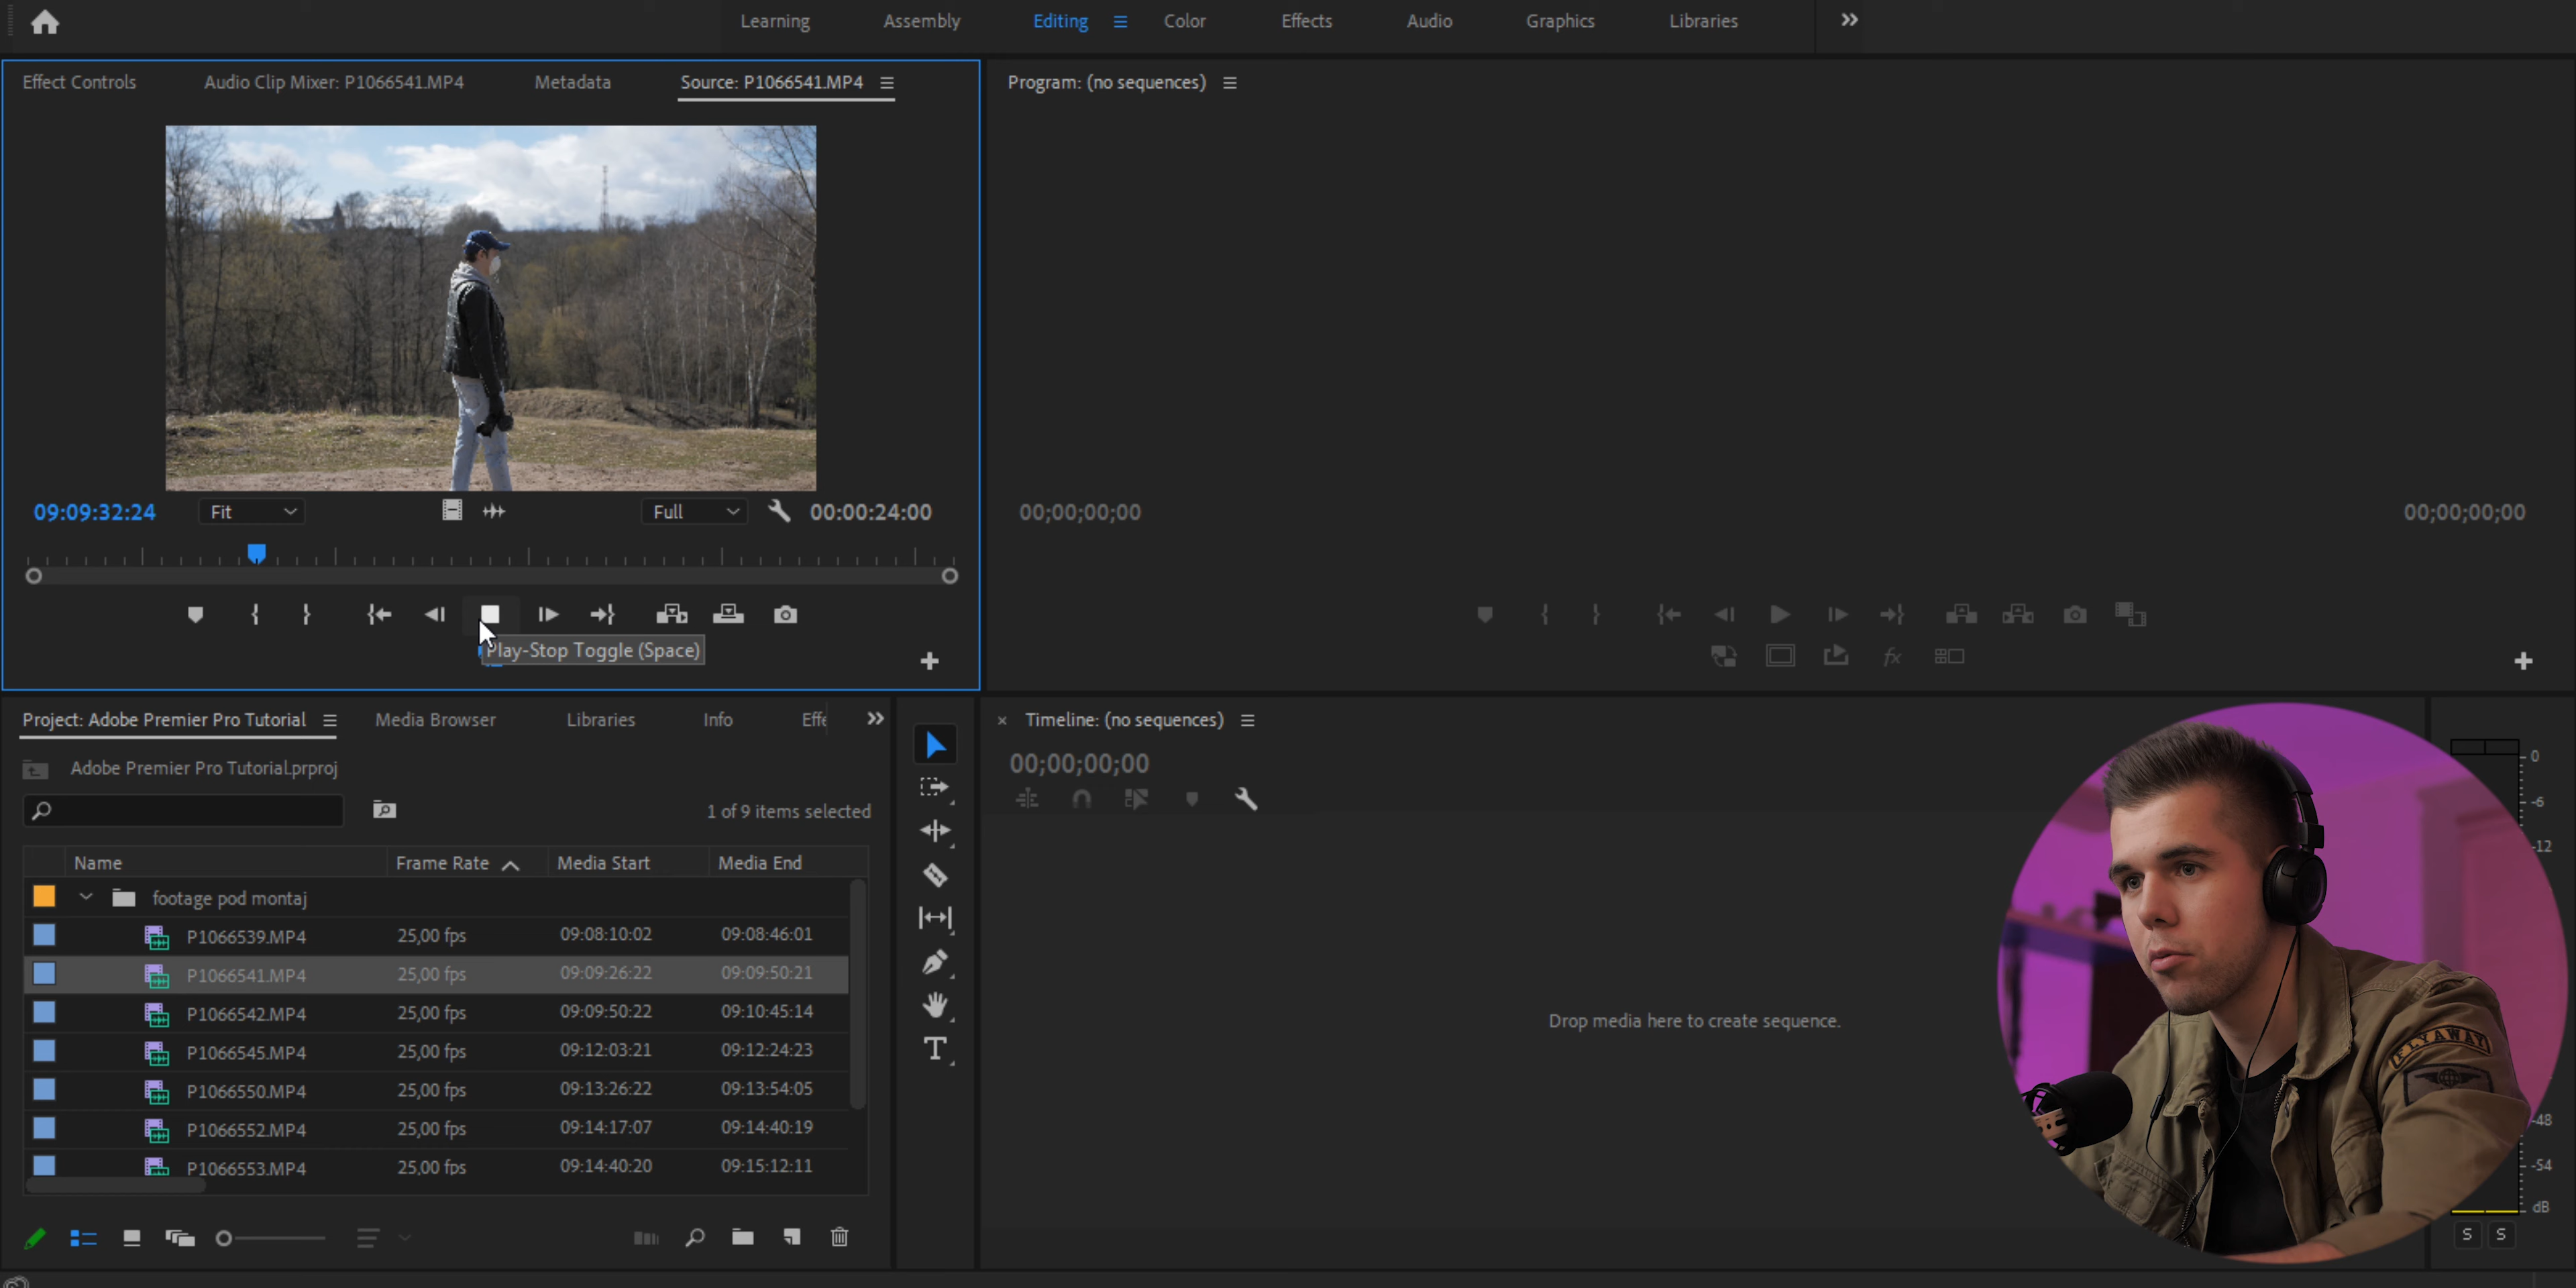 Learning Assembly Editing Color Effects Audio Graphics Libraries
Effect Controls Audio Clip Mixer: P1066541.MP4 Metadata Source: P1066541.MP4
Program: (no sequences)
09:09:32:24 Fit Full 00:00:24:00
00;00;00;00 00;00;00;00
Play-Stop Toggle (Space)
fx
Project: Adobe Premier Pro Tutorial Media Browser Libraries Info Effe
Adobe Premier Pro Tutorial.prproj
1 of 9 items selected
Name Frame Rate Media Start Media End
footage pod montaj
P1066539.MP4 25,00 fps 09:08:10:02 09:08:46:01
P1066541.MP4 25,00 fps 09:09:26:22 09:09:50:21
P1066542.MP4 25,00 fps 09:09:50:22 09:10:45:14
P1066545.MP4 25,00 fps 09:12:03:21 09:12:24:23
P1066550.MP4 25,00 fps 09:13:26:22 09:13:54:05
P1066552.MP4 25,00 fps 09:14:17:07 09:14:40:19
P1066553.MP4 25,00 fps 09:14:40:20 09:15:12:11
Timeline: (no sequences)
00;00;00;00
Drop media here to create sequence.
FLYAWAY
0
-6
-12
-48
-54
dB
S S